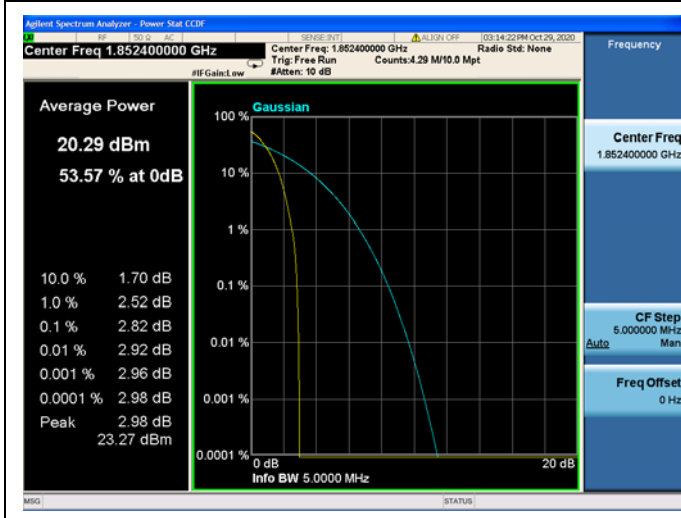 Agilent Spectrum Analyzer - Power Stat CCDF
RF 50 Ω AC SENSE:INT ALIGN OFF 03:14:22 PM Oct 29, 2020
Center Freq 1.852400000 GHz
Center Freq: 1.852400000 GHz Radio Std: None
Trig: Free Run Counts:4.29 M/10.0 Mpt
#IFGain:Low #Atten: 10 dB
Frequency
Average Power
20.29 dBm
53.57 % at 0dB
10.0 % 1.70 dB
1.0 % 2.52 dB
0.1 % 2.82 dB
0.01 % 2.92 dB
0.001 % 2.96 dB
0.0001 % 2.98 dB
Peak 2.98 dB
23.27 dBm
Gaussian
100 %
10 %
1 %
0.1 %
0.01 %
0.001 %
0.0001 %
0 dB 20 dB
Info BW 5.0000 MHz
Center Freq
1.852400000 GHz
CF Step
5.000000 MHz
Auto Man
Freq Offset
0 Hz
MSG STATUS